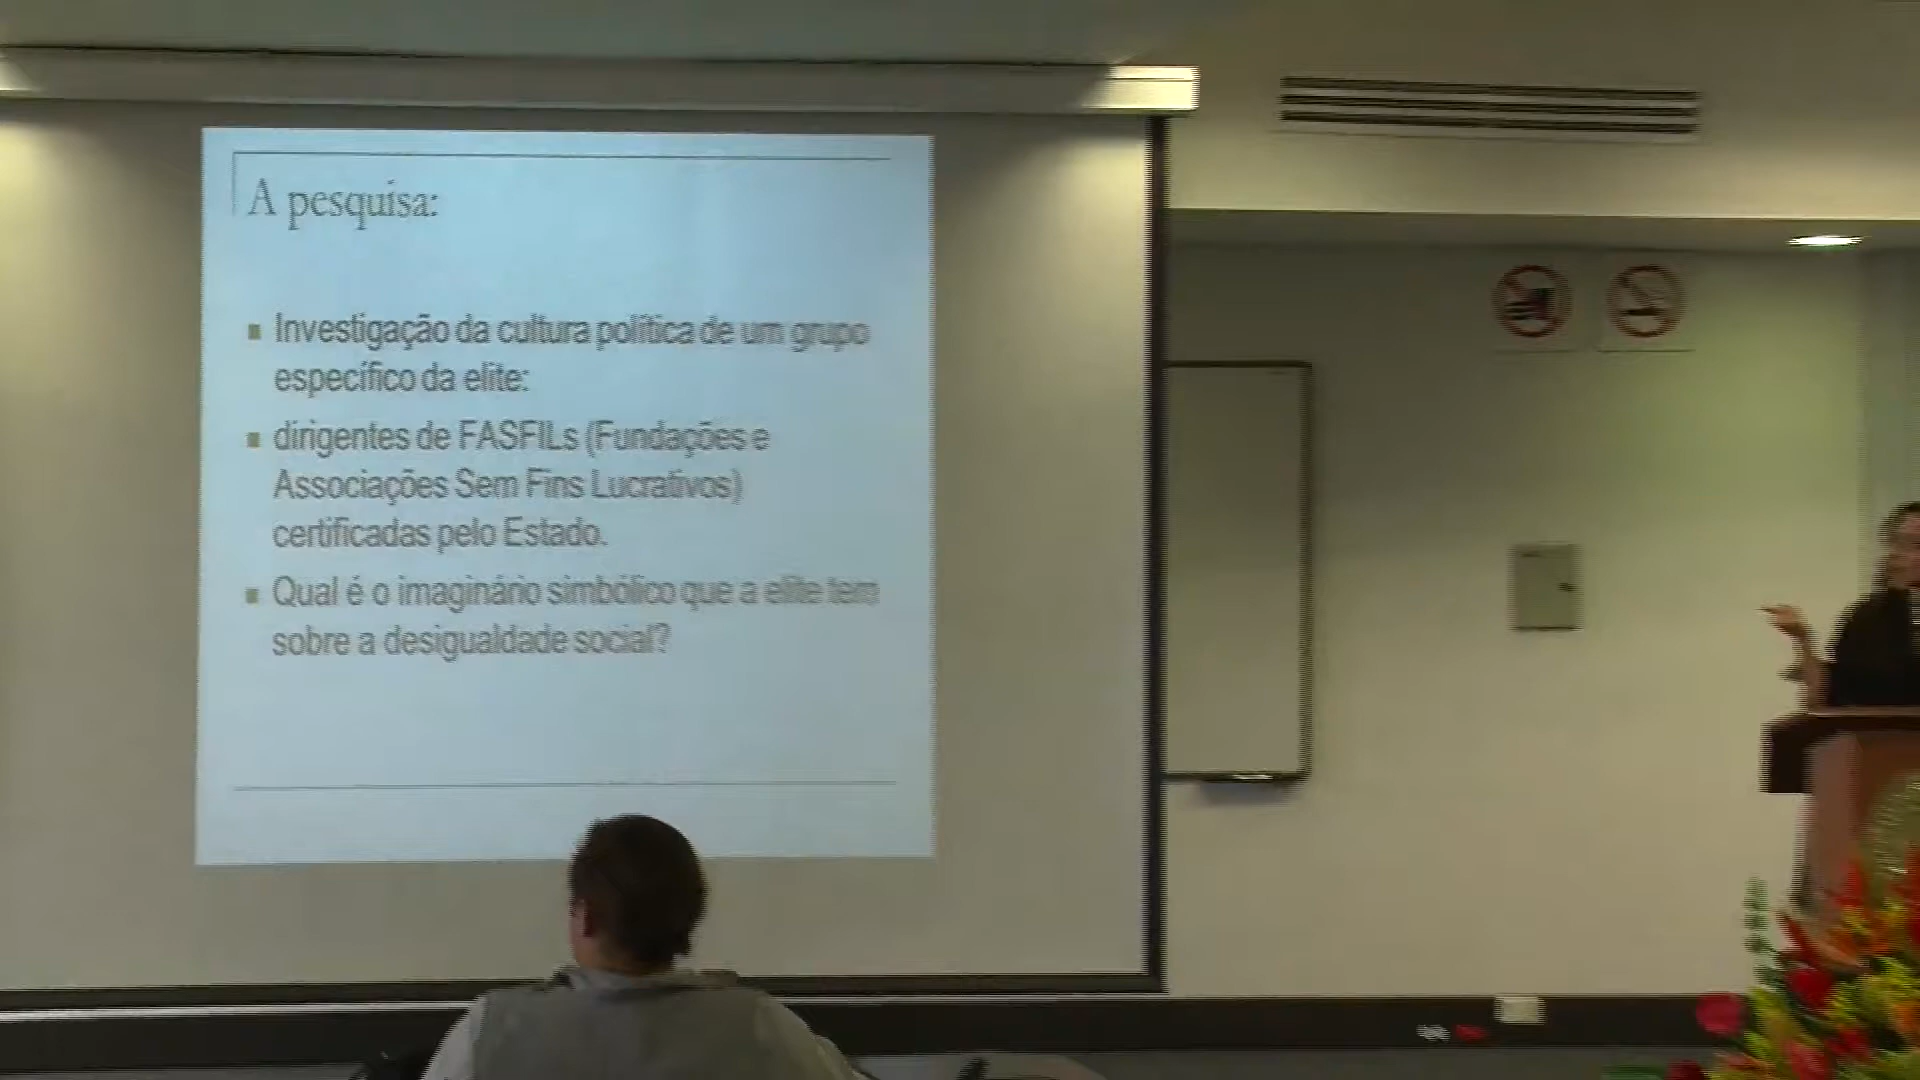 A pesquisa:
Investigação da cultura política de um grupo
específico da elite:
dirigentes de FASFILs (Fundações e
Associações Sem Fins Lucrativos)
certificadas pelo Estado.
Qual é o imaginário simbólico que a elite tem
sobre a desigualdade social?